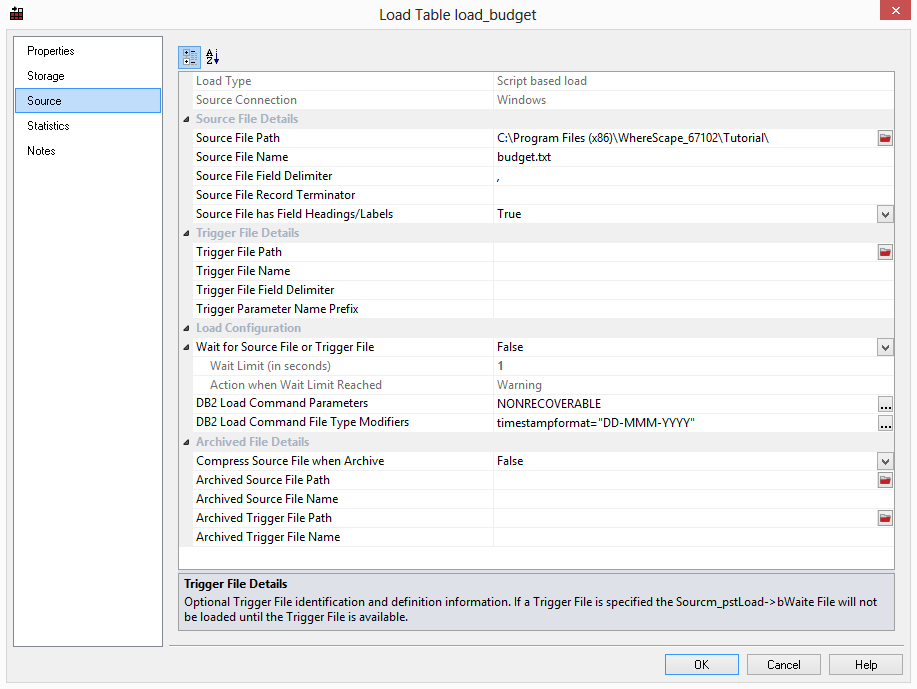 Load Table load_budget
Properties
Storage
Source
Statistics
Notes
Load Type Script based load
Source Connection Windows
Source File Details
Source File Path C:\Program Files (x86)\WhereScape_67102\Tutorial\
Source File Name budget.txt
Source File Field Delimiter ,
Source File Record Terminator
Source File has Field Headings/Labels True
Trigger File Details
Trigger File Path
Trigger File Name
Trigger File Field Delimiter
Trigger Parameter Name Prefix
Load Configuration
Wait for Source File or Trigger File False
Wait Limit (in seconds) 1
Action when Wait Limit Reached Warning
DB2 Load Command Parameters NONRECOVERABLE ...
DB2 Load Command File Type Modifiers timestampformat="DD-MMM-YYYY" ...
Archived File Details
Compress Source File when Archive False
Archived Source File Path
Archived Source File Name
Archived Trigger File Path
Archived Trigger File Name
Trigger File Details
Optional Trigger File identification and definition information. If a Trigger File is specified the Sourcm_pstLoad->bWaite File will not
be loaded until the Trigger File is available.
OK Cancel Help